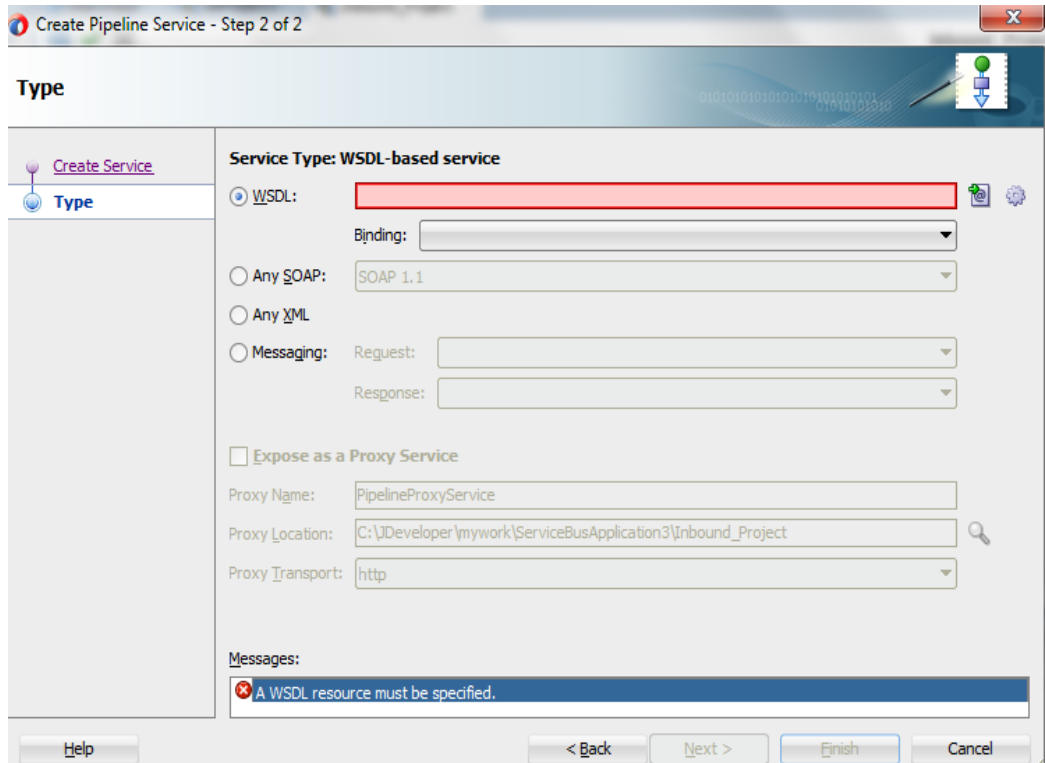 Create Pipeline Service - Step 2 of 2
Type
Create Service
Type
Service Type: WSDL-based service
WSDL:
Binding:
Any SOAP: SOAP 1.1
Any XML
Messaging: Request:
Response:
Expose as a Proxy Service
Proxy Name: PipelineProxyService
Proxy Location: C:\JDeveloper\mywork\ServiceBusApplication3\Inbound_Project
Proxy Transport: http
Messages:
A WSDL resource must be specified.
Help < Back Next > Finish Cancel